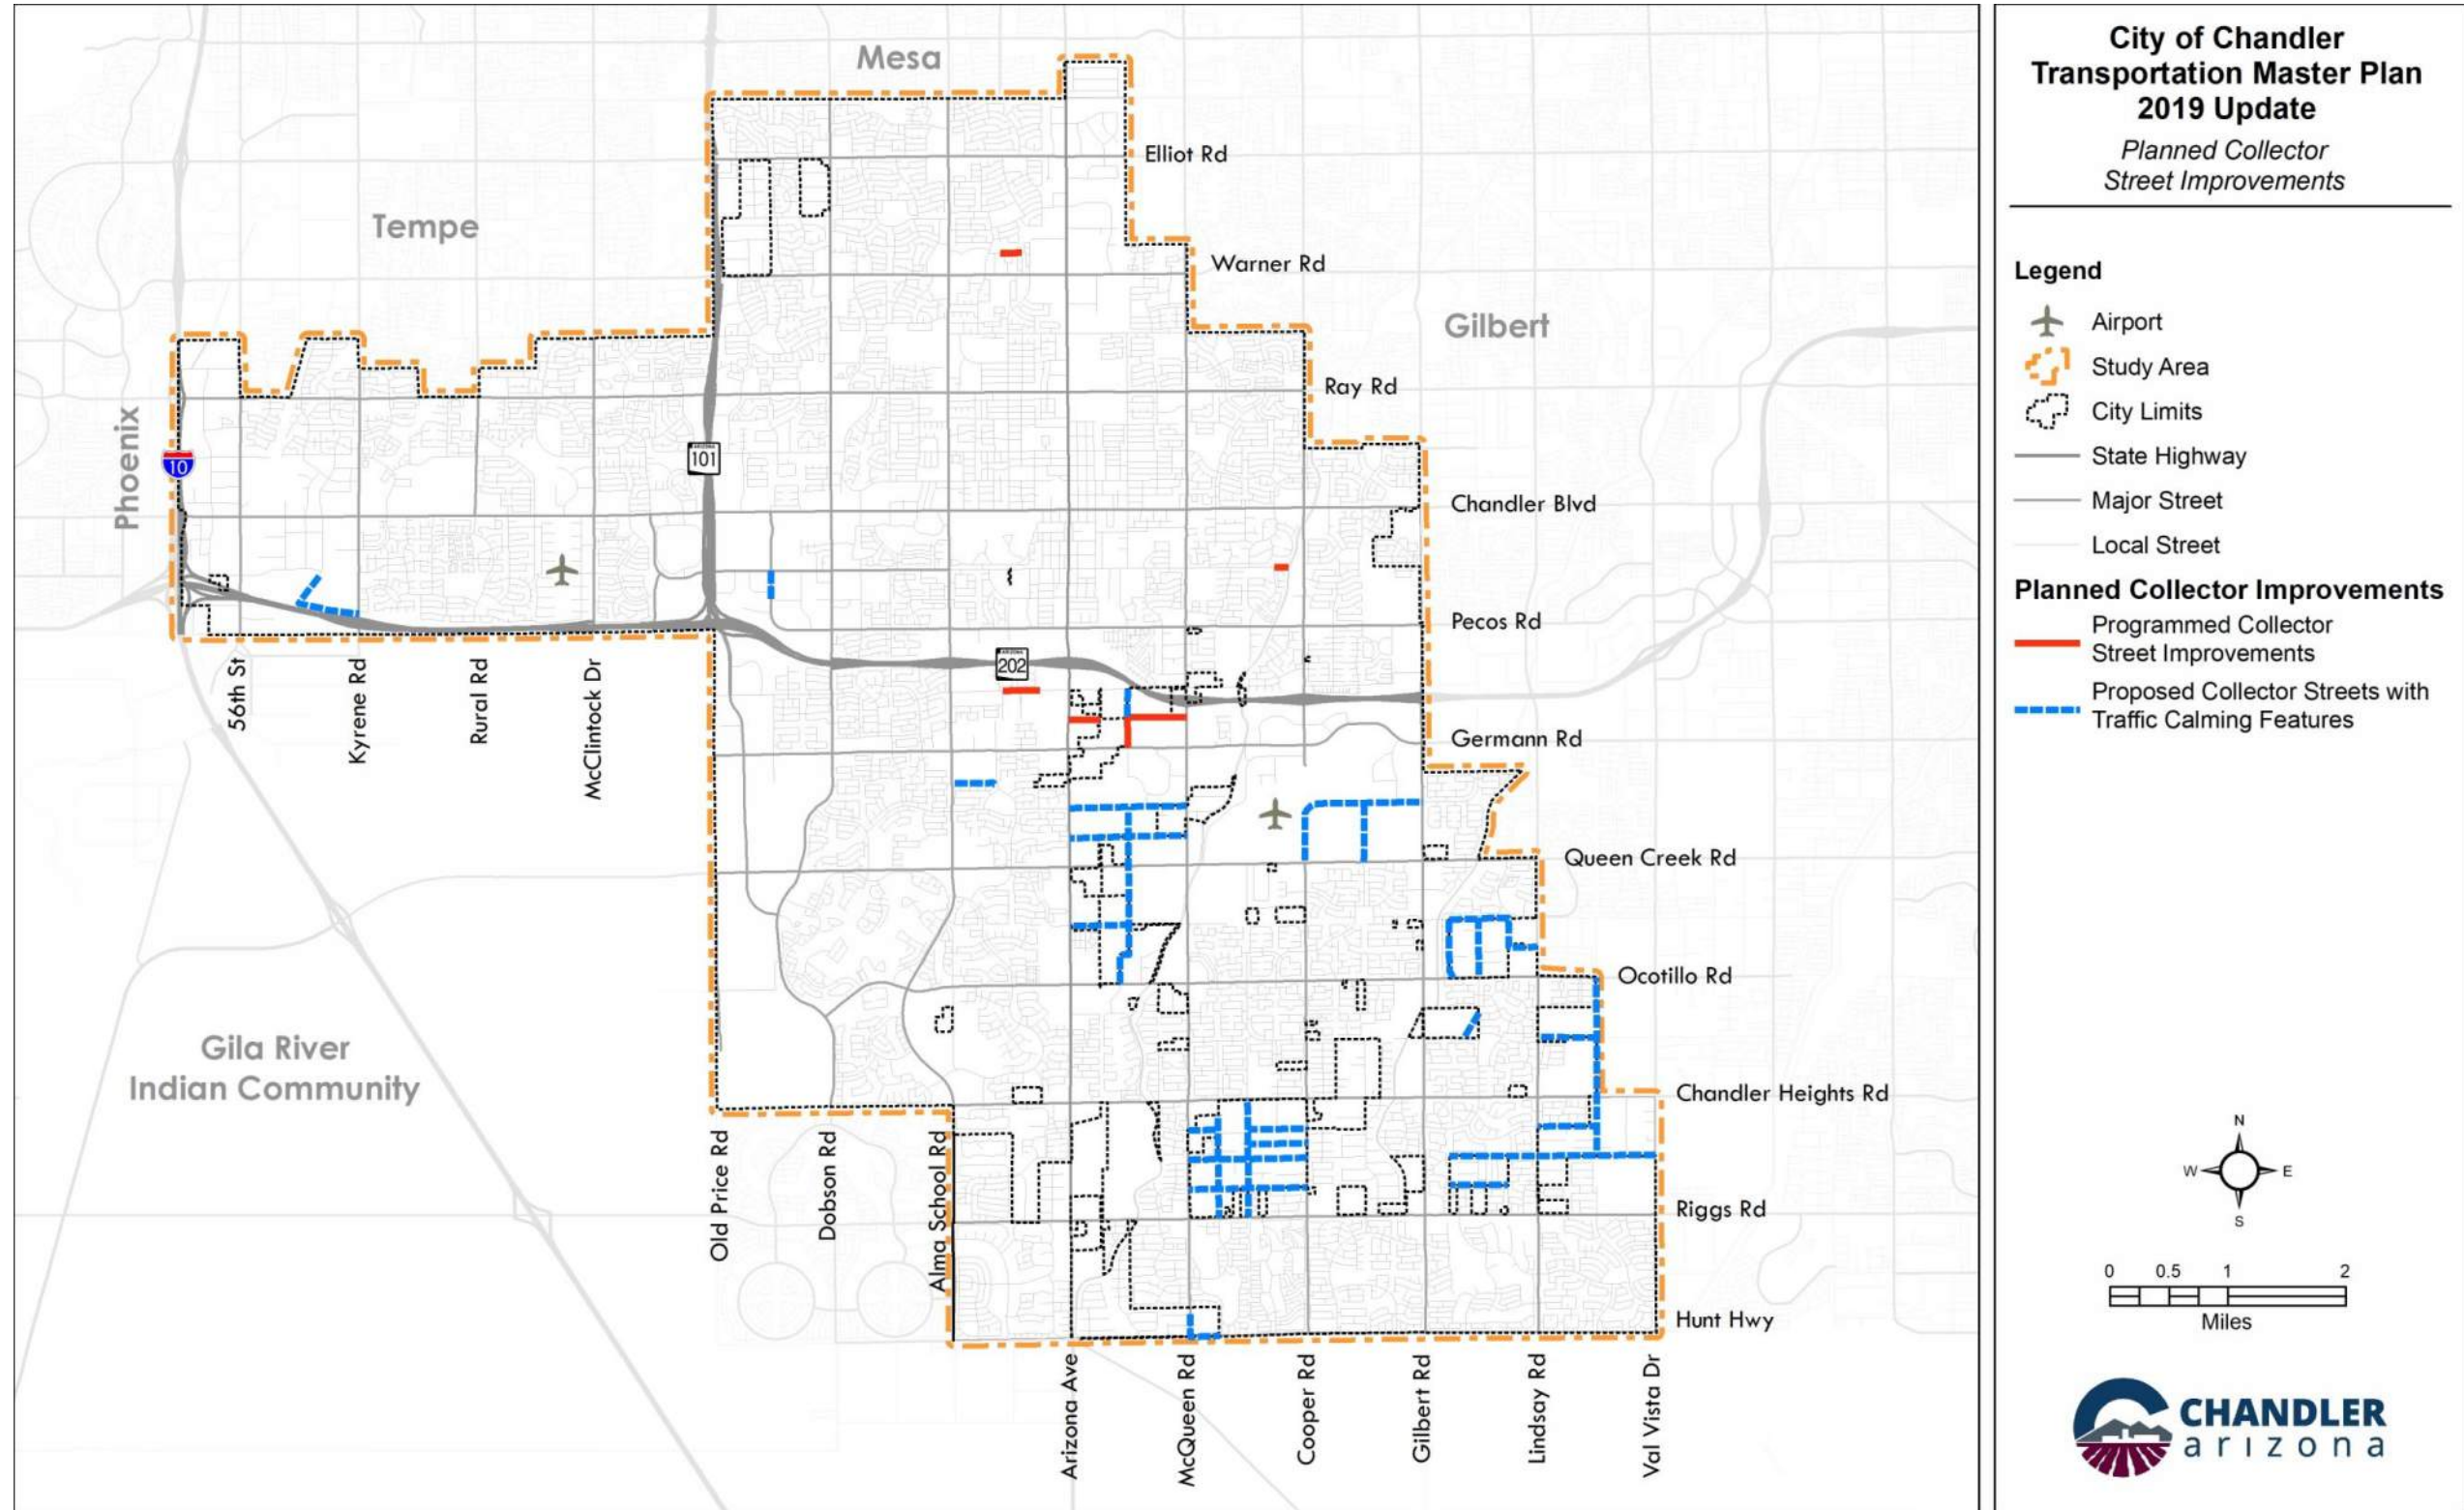 Mesa
Tempe
Gilbert
Phoenix
Gila River
Indian Community
10
ARIZONA
101
ARIZONA
202
Elliot Rd
Warner Rd
Ray Rd
Chandler Blvd
Pecos Rd
Germann Rd
Queen Creek Rd
Ocotillo Rd
Chandler Heights Rd
Riggs Rd
Hunt Hwy
56th St
Kyrene Rd
Rural Rd
McClintock Dr
Old Price Rd
Dobson Rd
Alma School Rd
Arizona Ave
McQueen Rd
Cooper Rd
Gilbert Rd
Lindsay Rd
Val Vista Dr
City of Chandler
Transportation Master Plan
2019 Update
Planned Collector
Street Improvements
Legend
Airport
Study Area
City Limits
State Highway
Major Street
Local Street
Planned Collector Improvements
Programmed Collector
Street Improvements
Proposed Collector Streets with
Traffic Calming Features
N
W E
S
0 0.5 1 2
Miles
CHANDLER
arizona